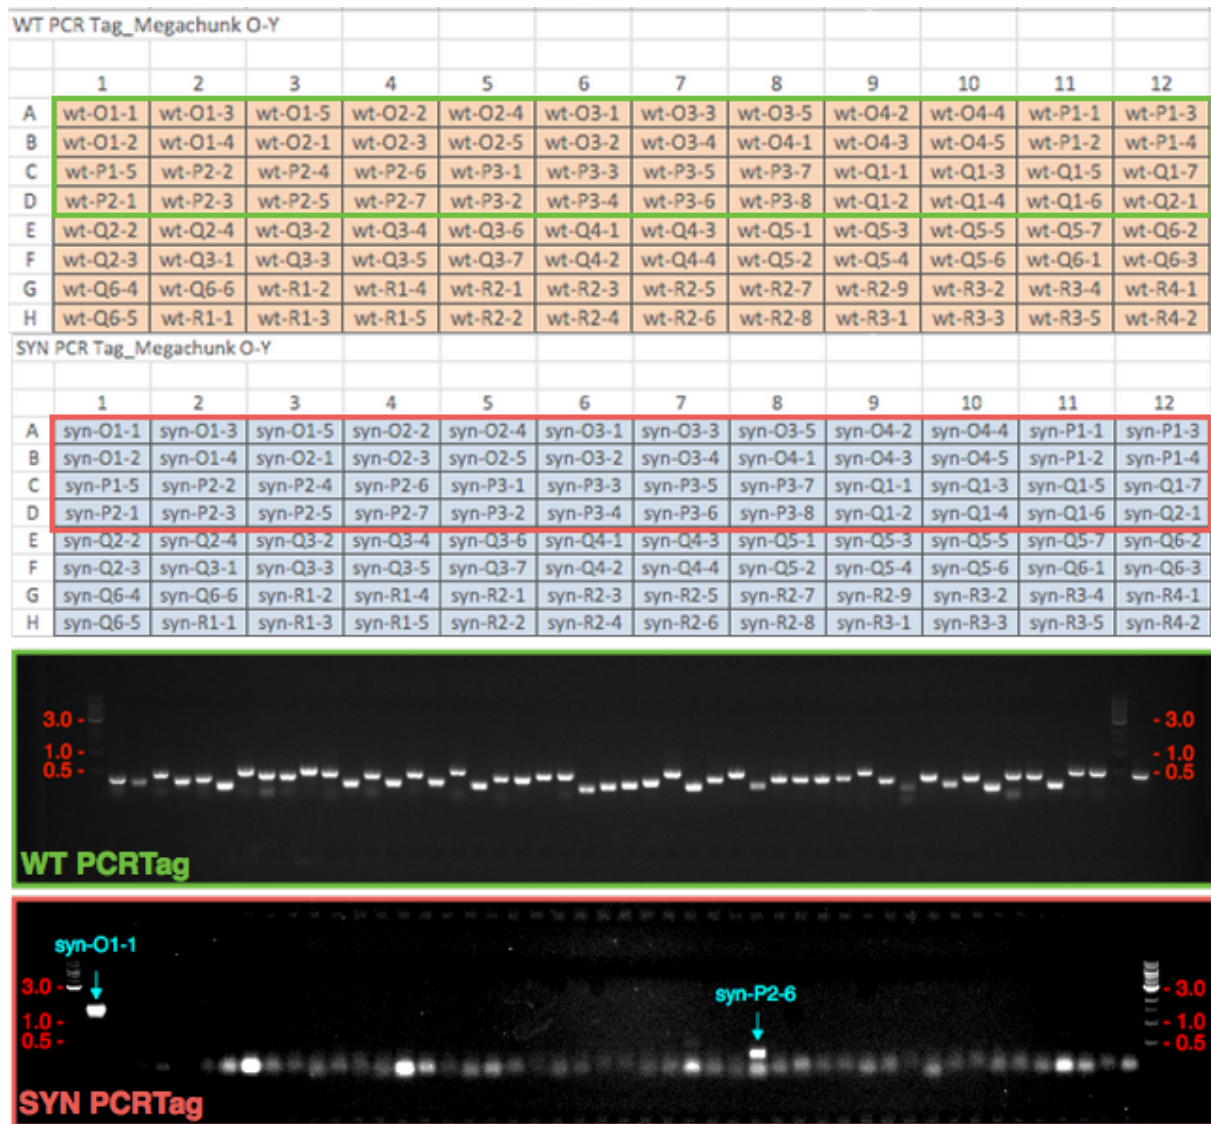 WT PCR Tag_Megachunk O-Y
1 2 3 4 5 6 7 8 9 10 11 12
A wt-O1-1 wt-O1-3 wt-O1-5 wt-O2-2 wt-O2-4 wt-O3-1 wt-O3-3 wt-O3-5 wt-O4-2 wt-O4-4 wt-P1-1 wt-P1-3
B wt-O1-2 wt-O1-4 wt-O2-1 wt-O2-3 wt-O2-5 wt-O3-2 wt-O3-4 wt-O4-1 wt-O4-3 wt-O4-5 wt-P1-2 wt-P1-4
C wt-P1-5 wt-P2-2 wt-P2-4 wt-P2-6 wt-P3-1 wt-P3-3 wt-P3-5 wt-P3-7 wt-Q1-1 wt-Q1-3 wt-Q1-5 wt-Q1-7
D wt-P2-1 wt-P2-3 wt-P2-5 wt-P2-7 wt-P3-2 wt-P3-4 wt-P3-6 wt-P3-8 wt-Q1-2 wt-Q1-4 wt-Q1-6 wt-Q2-1
E wt-Q2-2 wt-Q2-4 wt-Q3-2 wt-Q3-4 wt-Q3-6 wt-Q4-1 wt-Q4-3 wt-Q5-1 wt-Q5-3 wt-Q5-5 wt-Q5-7 wt-Q6-2
F wt-Q2-3 wt-Q3-1 wt-Q3-3 wt-Q3-5 wt-Q3-7 wt-Q4-2 wt-Q4-4 wt-Q5-2 wt-Q5-4 wt-Q5-6 wt-Q6-1 wt-Q6-3
G wt-Q6-4 wt-Q6-6 wt-R1-2 wt-R1-4 wt-R2-1 wt-R2-3 wt-R2-5 wt-R2-7 wt-R2-9 wt-R3-2 wt-R3-4 wt-R4-1
H wt-Q6-5 wt-R1-1 wt-R1-3 wt-R1-5 wt-R2-2 wt-R2-4 wt-R2-6 wt-R2-8 wt-R3-1 wt-R3-3 wt-R3-5 wt-R4-2
SYN PCR Tag_Megachunk O-Y
1 2 3 4 5 6 7 8 9 10 11 12
A syn-O1-1 syn-O1-3 syn-O1-5 syn-O2-2 syn-O2-4 syn-O3-1 syn-O3-3 syn-O3-5 syn-O4-2 syn-O4-4 syn-P1-1 syn-P1-3
B syn-O1-2 syn-O1-4 syn-O2-1 syn-O2-3 syn-O2-5 syn-O3-2 syn-O3-4 syn-O4-1 syn-O4-3 syn-O4-5 syn-P1-2 syn-P1-4
C syn-P1-5 syn-P2-2 syn-P2-4 syn-P2-6 syn-P3-1 syn-P3-3 syn-P3-5 syn-P3-7 syn-Q1-1 syn-Q1-3 syn-Q1-5 syn-Q1-7
D syn-P2-1 syn-P2-3 syn-P2-5 syn-P2-7 syn-P3-2 syn-P3-4 syn-P3-6 syn-P3-8 syn-Q1-2 syn-Q1-4 syn-Q1-6 syn-Q2-1
E syn-Q2-2 syn-Q2-4 syn-Q3-2 syn-Q3-4 syn-Q3-6 syn-Q4-1 syn-Q4-3 syn-Q5-1 syn-Q5-3 syn-Q5-5 syn-Q5-7 syn-Q6-2
F syn-Q2-3 syn-Q3-1 syn-Q3-3 syn-Q3-5 syn-Q3-7 syn-Q4-2 syn-Q4-4 syn-Q5-2 syn-Q5-4 syn-Q5-6 syn-Q6-1 syn-Q6-3
G syn-Q6-4 syn-Q6-6 syn-R1-2 syn-R1-4 syn-R2-1 syn-R2-3 syn-R2-5 syn-R2-7 syn-R2-9 syn-R3-2 syn-R3-4 syn-R4-1
H syn-Q6-5 syn-R1-1 syn-R1-3 syn-R1-5 syn-R2-2 syn-R2-4 syn-R2-6 syn-R2-8 syn-R3-1 syn-R3-3 syn-R3-5 syn-R4-2
3.0 - - 3.0
1.0 - - 1.0
0.5 - - 0.5
WT PCRTag
syn-O1-1
syn-P2-6
3.0 - - 3.0
1.0 - - 1.0
0.5 - - 0.5
SYN PCRTag